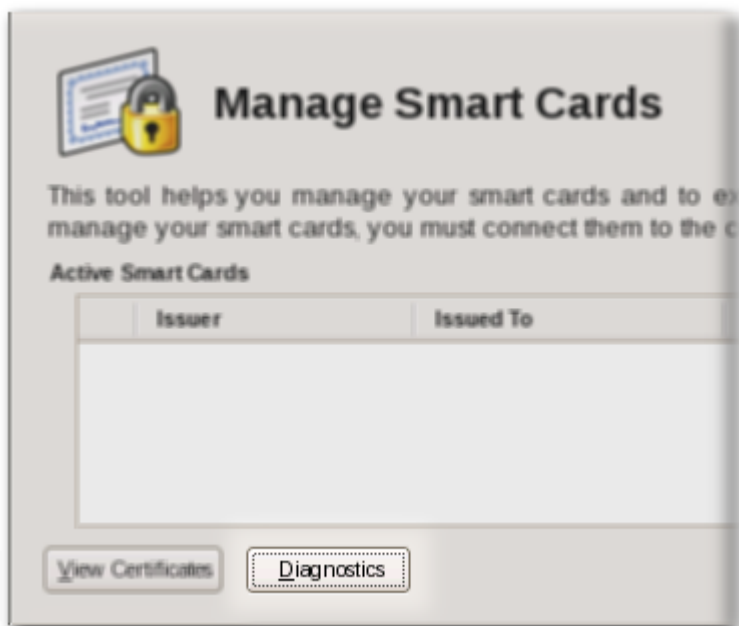 Manage Smart Cards
This tool helps you manage your smart cards and to
manage your smart cards, you must connect them to the
Active Smart Cards
Issuer Issued To
View Certificates Diagnostics